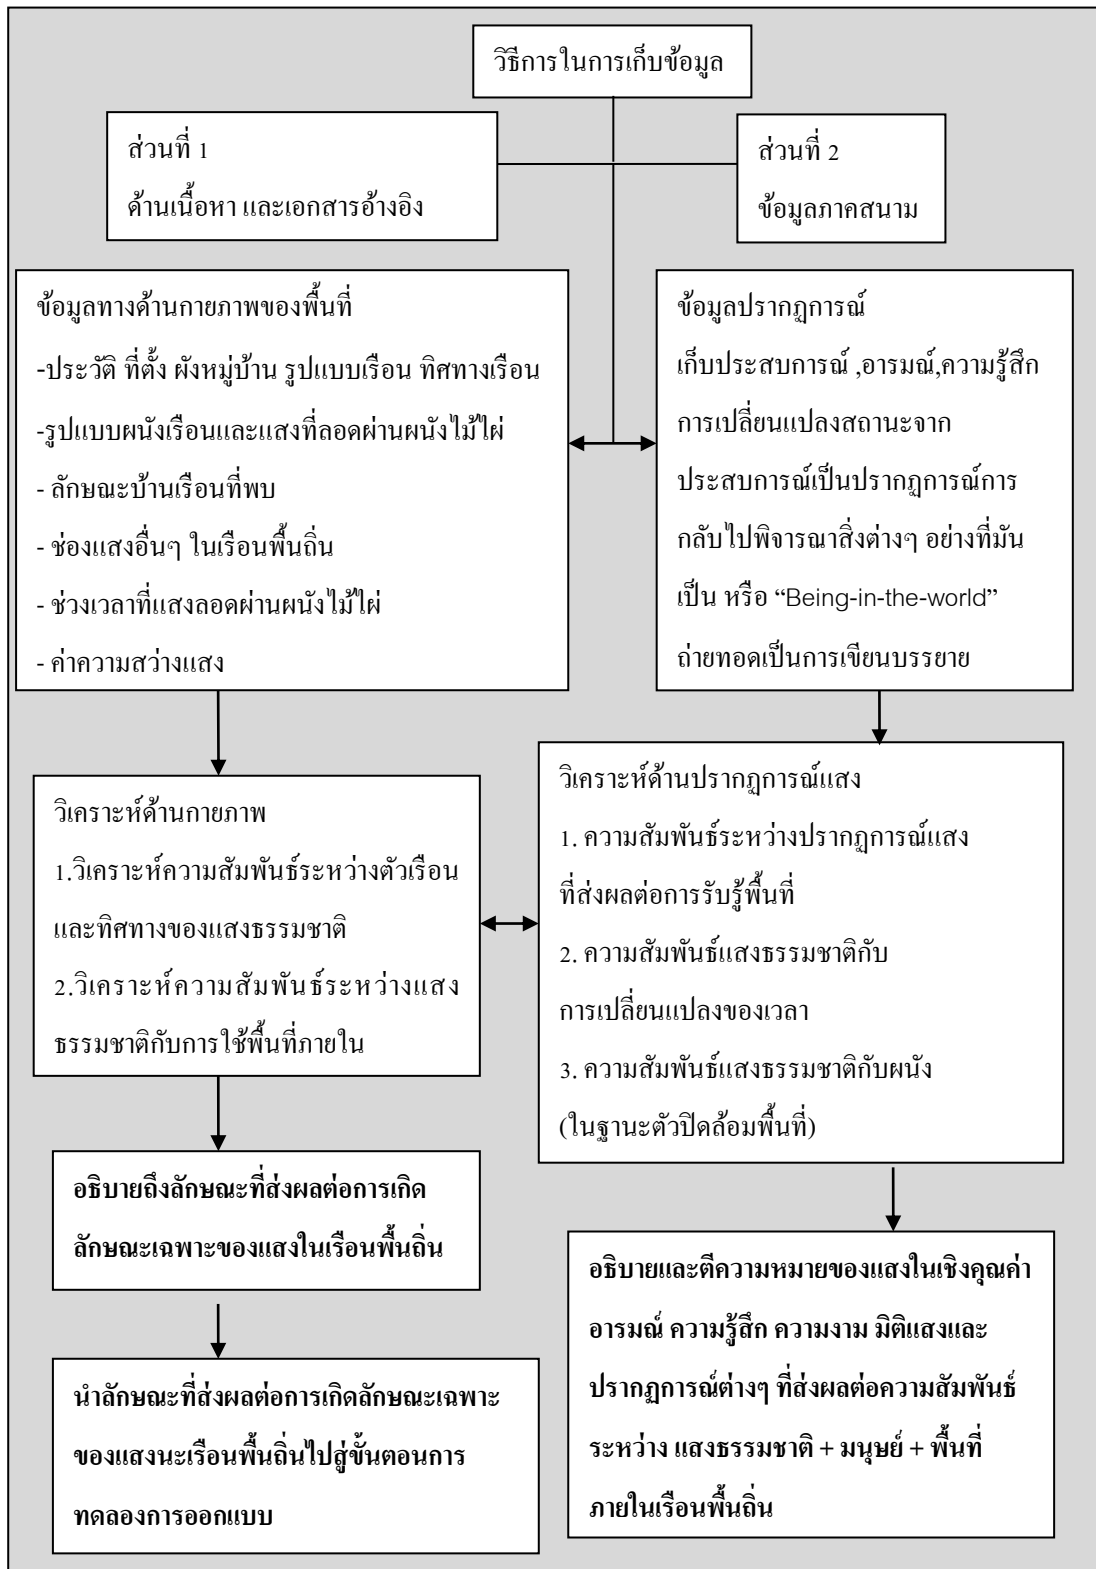 วิธีการในการเก็บข้อมูล
ส่วนที่ 1
ด้านเนื้อหา และเอกสารอ้างอิง
ส่วนที่ 2
ข้อมูลภาคสนาม
ข้อมูลทางด้านกายภาพของพื้นที่
-ประวัติ ที่ตั้ง ผังหมู่บ้าน รูปแบบเรือน ทิศทางเรือน
-รูปแบบผนังเรือนและแสงที่ลอดผ่านผนังไม้ไผ่
- ลักษณะบ้านเรือนที่พบ
- ช่องแสงอื่นๆ ในเรือนพื้นถิ่น
- ช่วงเวลาที่แสงลอดผ่านผนังไม้ไผ่
- ค่าความสว่างแสง
ข้อมูลปรากฏการณ์
เก็บประสบการณ์ ,อารมณ์,ความรู้สึก
การเปลี่ยนแปลงสถานะจาก
ประสบการณ์เป็นปรากฏการณ์การ
กลับไปพิจารณาสิ่งต่างๆ อย่างที่มัน
เป็น หรือ “Being-in-the-world”
ถ่ายทอดเป็นการเขียนบรรยาย
วิเคราะห์ด้านกายภาพ
1.วิเคราะห์ความสัมพันธ์ระหว่างตัวเรือน
และทิศทางของแสงธรรมชาติ
2.วิเคราะห์ความสัมพันธ์ระหว่างแสง
ธรรมชาติกับการใช้พื้นที่ภายใน
วิเคราะห์ด้านปรากฏการณ์แสง
1. ความสัมพันธ์ระหว่างปรากฏการณ์แสง
ที่ส่งผลต่อการรับรู้พื้นที่
2. ความสัมพันธ์แสงธรรมชาติกับ
การเปลี่ยนแปลงของเวลา
3. ความสัมพันธ์แสงธรรมชาติกับผนัง
(ในฐานะตัวปิดล้อมพื้นที่)
อธิบายถึงลักษณะที่ส่งผลต่อการเกิด
ลักษณะเฉพาะของแสงในเรือนพื้นถิ่น
นำลักษณะที่ส่งผลต่อการเกิดลักษณะเฉพาะ
ของแสงนะเรือนพื้นถิ่นไปสู่ขั้นตอนการ
ทดลองการออกแบบ
อธิบายและตีความหมายของแสงในเชิงคุณค่า
อารมณ์ ความรู้สึก ความงาม มิติแสงและ
ปรากฏการณ์ต่างๆ ที่ส่งผลต่อความสัมพันธ์
ระหว่าง แสงธรรมชาติ + มนุษย์ + พื้นที่
ภายในเรือนพื้นถิ่น